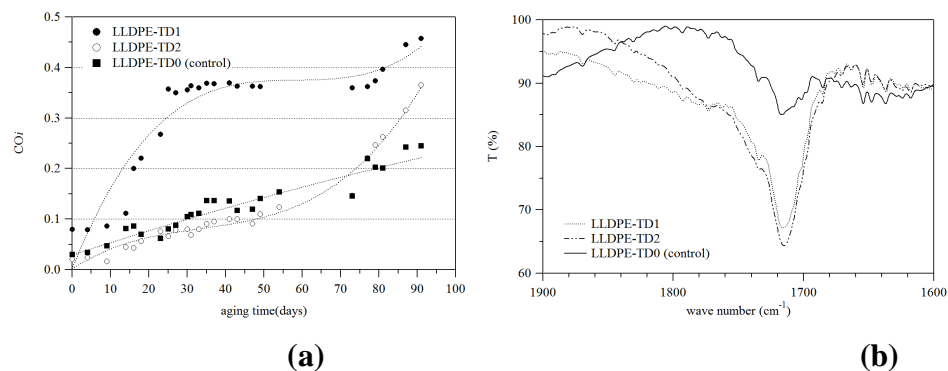 0.5
0.4
0.3
0.2
0.1
0.0
COi
LLDPE-TD1
LLDPE-TD2
LLDPE-TD0 (control)
0 10 20 30 40 50 60 70 80 90 100
aging time(days)
(a)
100
90
80
70
60
T (%)
LLDPE-TD1
LLDPE-TD2
LLDPE-TD0 (control)
1900 1800 1700 1600
wave number (cm⁻¹)
(b)